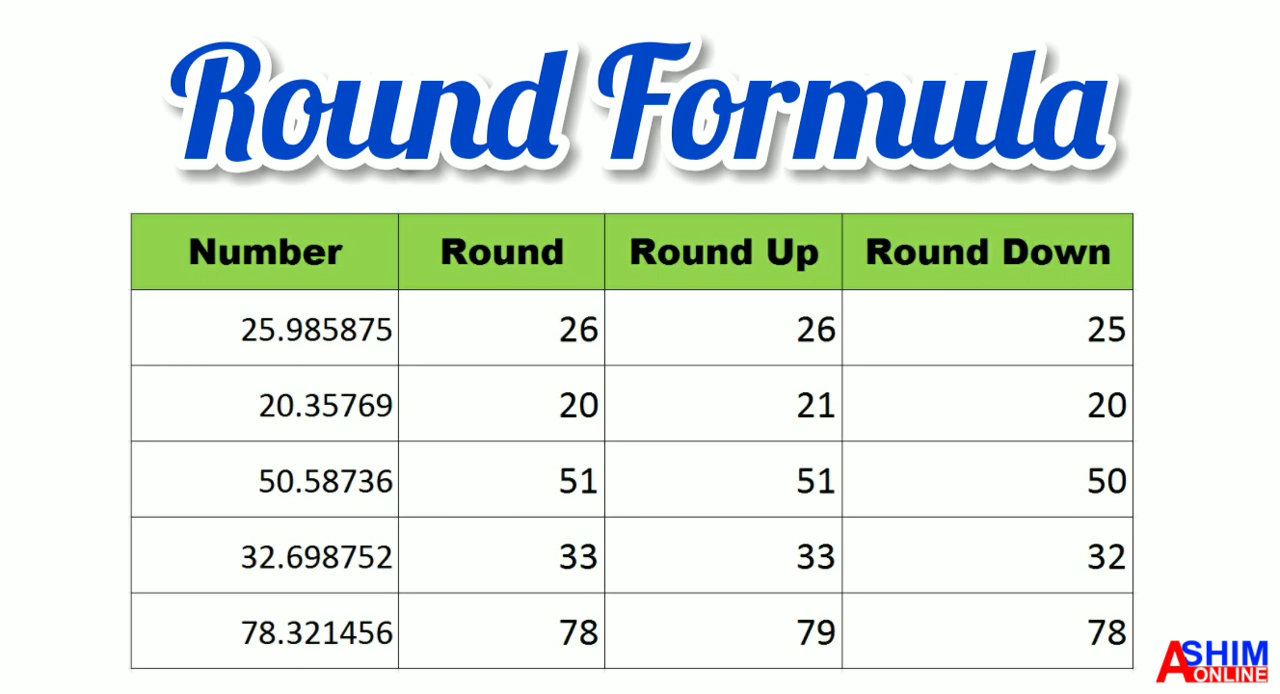 Round Formula
Number Round Round Up Round Down
25.985875 26 26 25
20.35769 20 21 20
50.58736 51 51 50
32.698752 33 33 32
78.321456 78 79 78
ASHIM
ONLINE